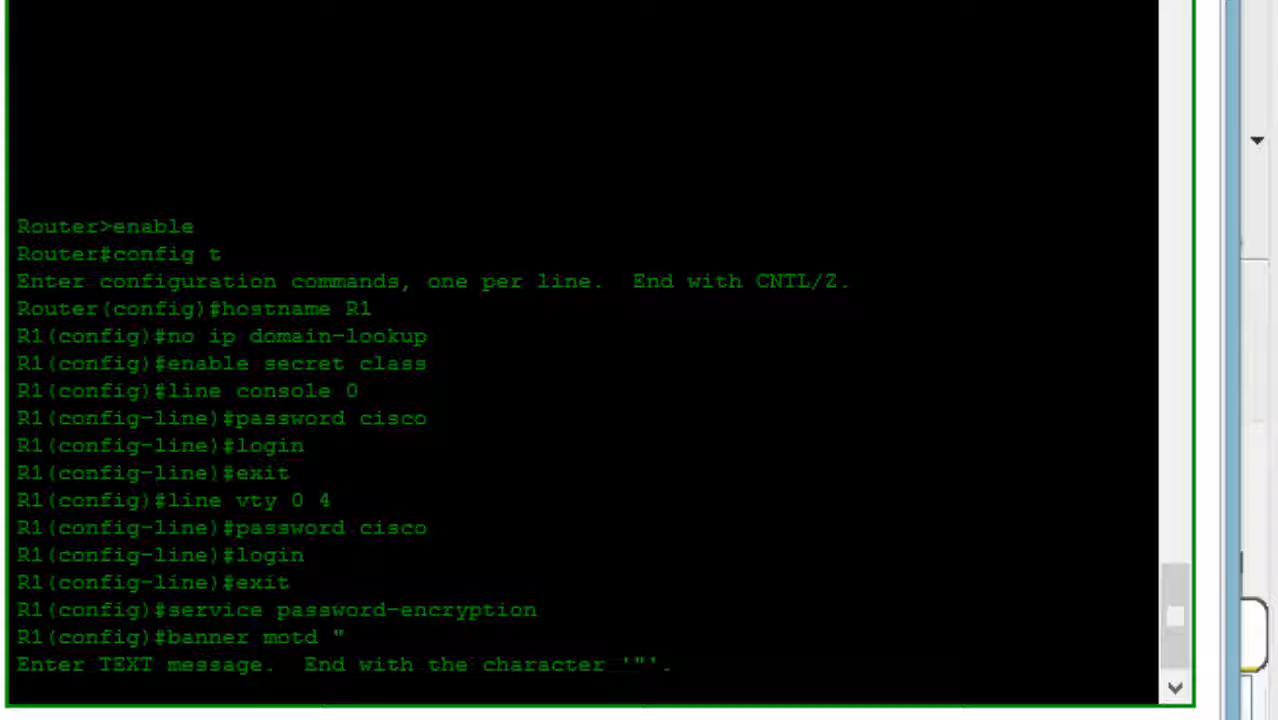 Router>enable
Router#config t
Enter configuration commands, one per line.  End with CNTL/Z.
Router(config)#hostname R1
R1(config)#no ip domain-lookup
R1(config)#enable secret class
R1(config)#line console 0
R1(config-line)#password cisco
R1(config-line)#login
R1(config-line)#exit
R1(config)#line vty 0 4
R1(config-line)#password cisco
R1(config-line)#login
R1(config-line)#exit
R1(config)#service password-encryption
R1(config)#banner motd "
Enter TEXT message.  End with the character '"'.